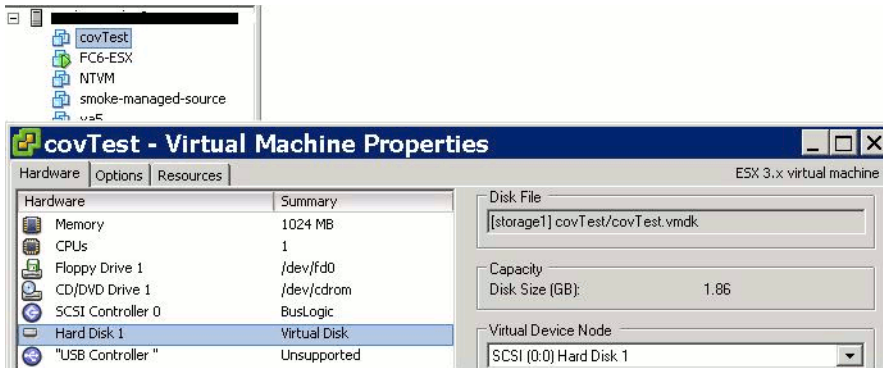 covTest
FC6-ESX
NTVM
smoke-managed-source
va5
covTest - Virtual Machine Properties
Hardware Options Resources
ESX 3.x virtual machine
Hardware Summary
Memory 1024 MB
CPUs 1
Floppy Drive 1 /dev/fd0
CD/DVD Drive 1 /dev/cdrom
SCSI Controller 0 BusLogic
Hard Disk 1 Virtual Disk
"USB Controller " Unsupported
Disk File
[storage1] covTest/covTest.vmdk
Capacity
Disk Size (GB): 1.86
Virtual Device Node
SCSI (0:0) Hard Disk 1